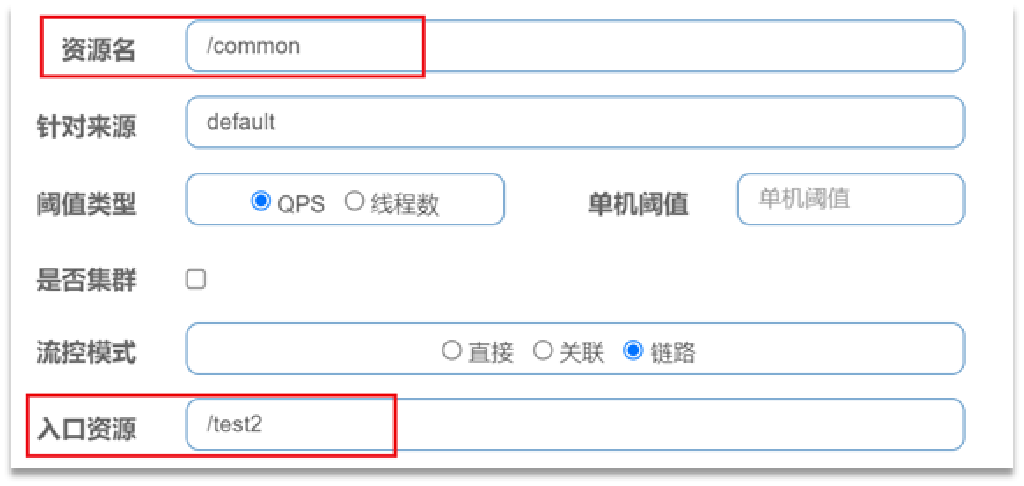 资源名 /common
针对来源 default
阈值类型 QPS 线程数 单机阈值 单机阈值
是否集群
流控模式 直接 关联 链路
入口资源 /test2